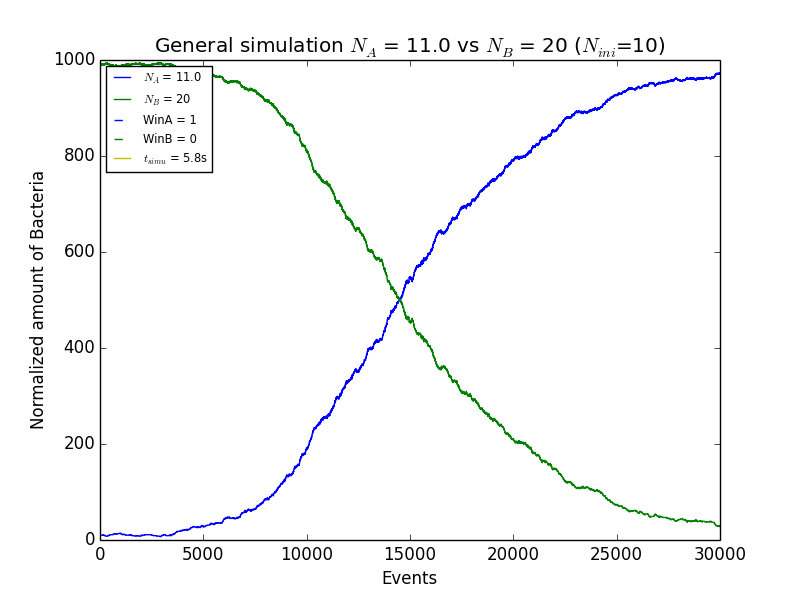 General simulation N_A = 11.0 vs N_B = 20 (N_ini=10)
Normalized amount of Bacteria
1000
800
600
400
200
0
N_A = 11.0
N_B = 20
WinA = 1
WinB = 0
t_simu = 5.8s
0 5000 10000 15000 20000 25000 30000
Events